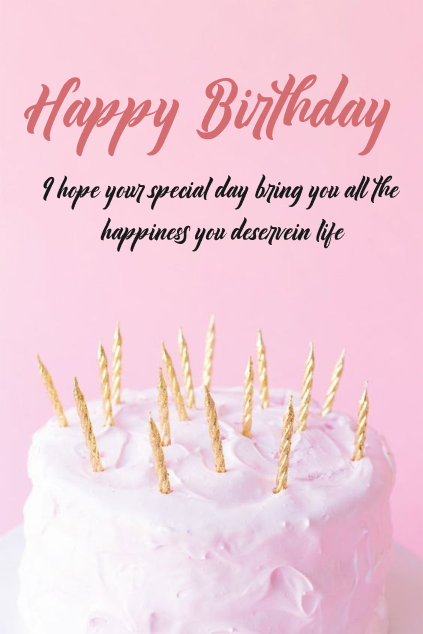 Happy Birthday
I hope your special day bring you all the
happiness you deservein life